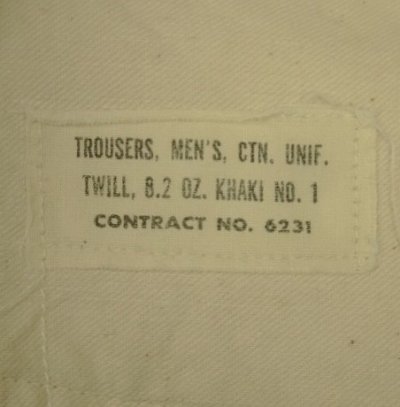 TROUSERS, MEN'S, CTN. UNIF.
TWILL, 8.2 OZ. KHAKI NO. 1
CONTRACT NO. 6231